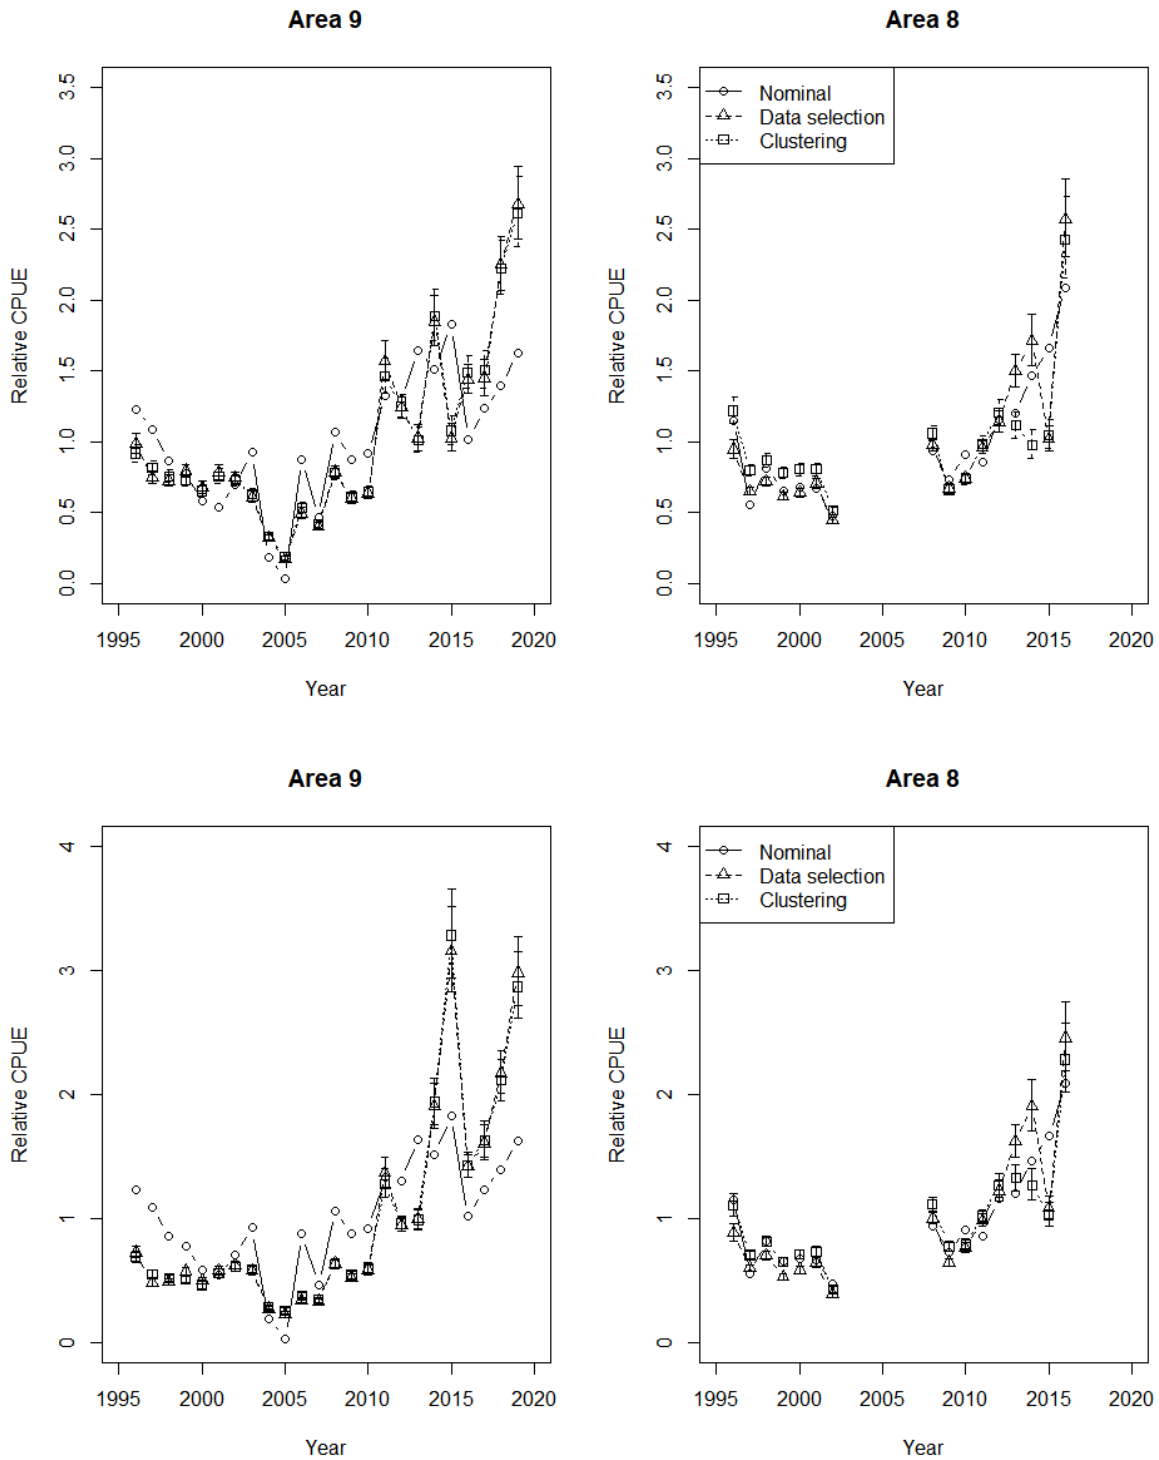 Area 9
3.5
3.0
2.5
2.0
1.5
1.0
0.5
0.0
Relative CPUE
1995 2000 2005 2010 2015 2020
Year
Area 8
Nominal
Data selection
Clustering
3.5
3.0
2.5
2.0
1.5
1.0
0.5
0.0
Relative CPUE
1995 2000 2005 2010 2015 2020
Year
Area 9
4
3
2
1
0
Relative CPUE
1995 2000 2005 2010 2015 2020
Year
Area 8
Nominal
Data selection
Clustering
4
3
2
1
0
Relative CPUE
1995 2000 2005 2010 2015 2020
Year